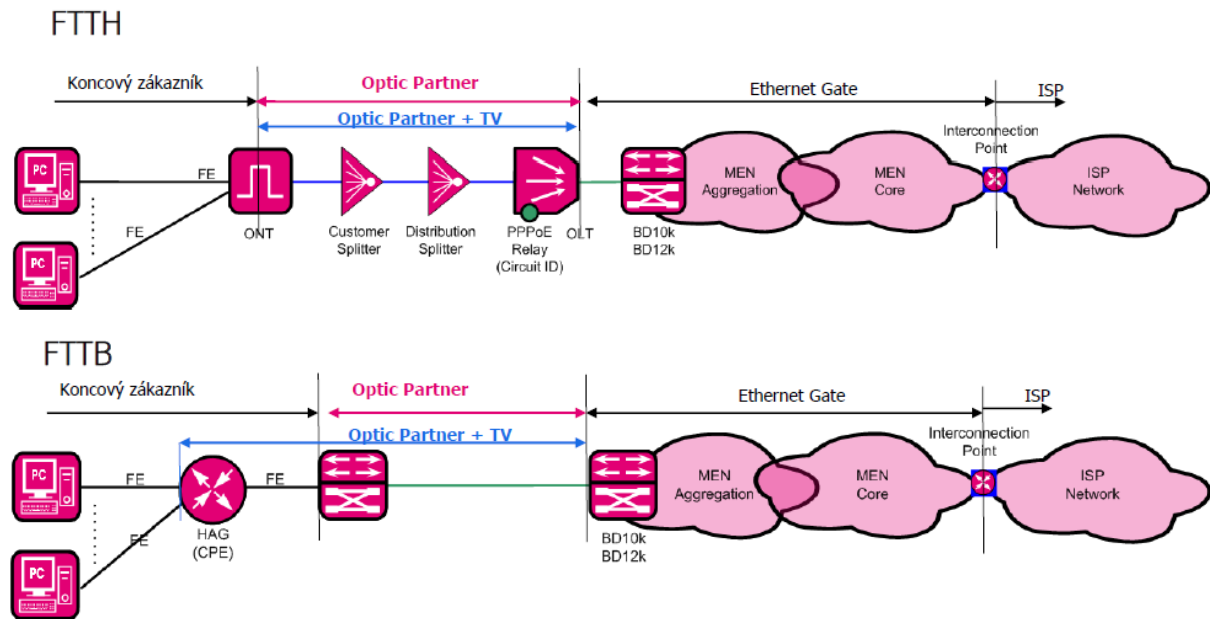 FTTH
Koncový zákazník
Optic Partner
Ethernet Gate
ISP
Optic Partner + TV
Interconnection
Point
PC
FE
MEN
Aggregation
MEN
Core
ISP
Network
FE
PC
ONT
Customer
Splitter
Distribution
Splitter
PPPoE
Relay
(Circuit ID)
OLT
BD10k
BD12k
FTTB
Koncový zákazník
Optic Partner
Ethernet Gate
ISP
Optic Partner + TV
Interconnection
Point
PC
FE
FE
MEN
Aggregation
MEN
Core
ISP
Network
FE
HAG
(CPE)
PC
BD10k
BD12k